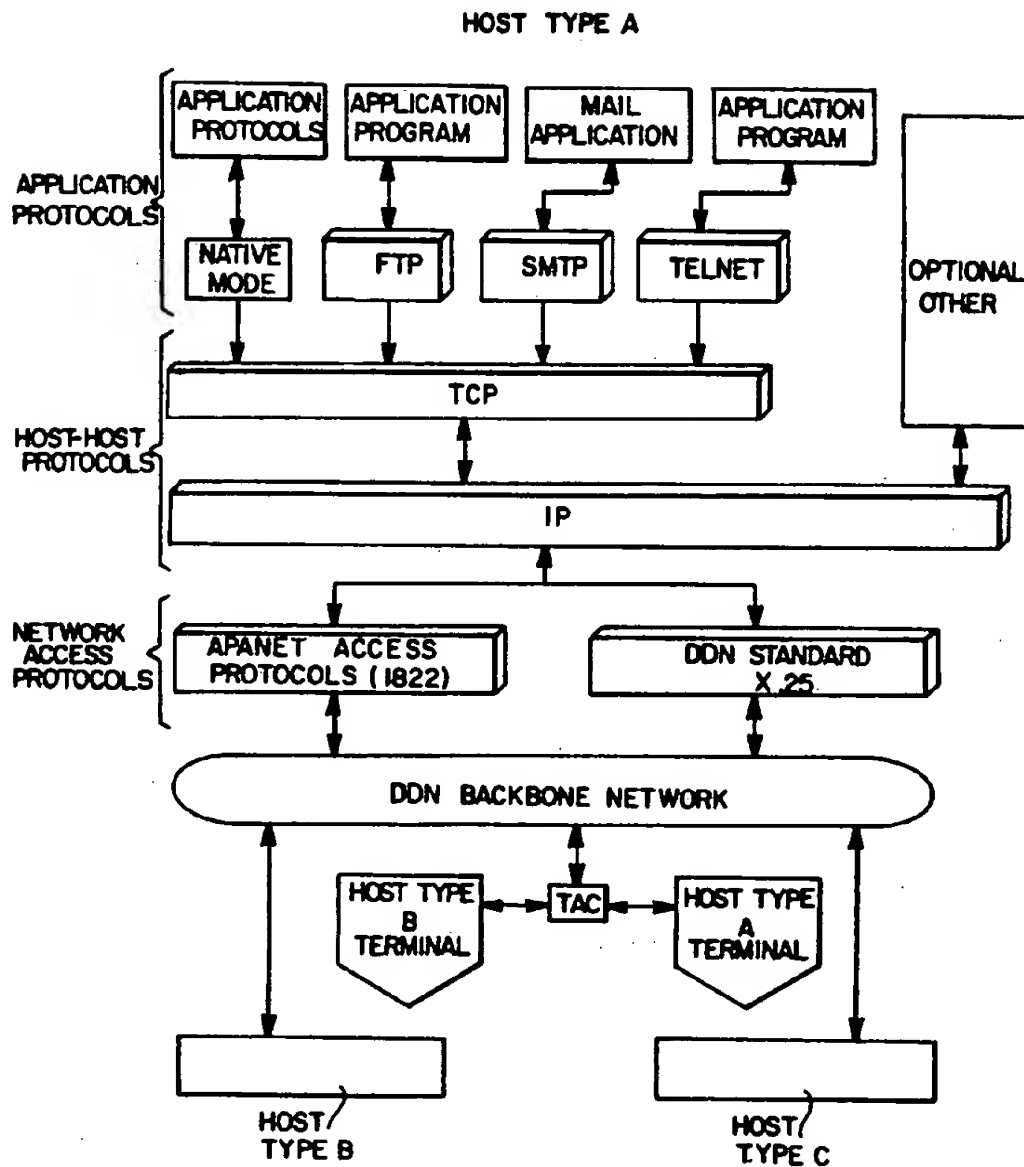 HOST TYPE A
APPLICATION
PROTOCOLS
APPLICATION
PROGRAM
MAIL
APPLICATION
APPLICATION
PROGRAM
APPLICATION
PROTOCOLS
NATIVE
MODE
FTP
SMTP
TELNET
OPTIONAL
OTHER
TCP
HOST-HOST
PROTOCOLS
IP
NETWORK
ACCESS
PROTOCOLS
APANET ACCESS
PROTOCOLS (1822)
DDN STANDARD
X .25
DDN BACKBONE NETWORK
HOST TYPE
B
TERMINAL
TAC
HOST TYPE
A
TERMINAL
HOST
TYPE B
HOST
TYPE C